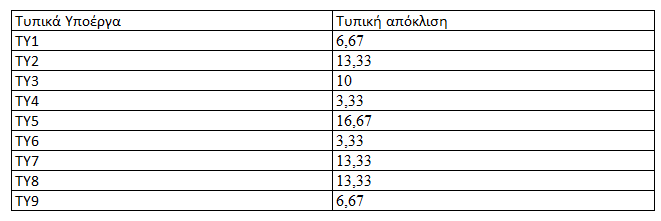 Τυπικά Υποέργα Τυπική απόκλιση
ΤΥ1 6,67
ΤΥ2 13,33
ΤΥ3 10
ΤΥ4 3,33
ΤΥ5 16,67
ΤΥ6 3,33
ΤΥ7 13,33
ΤΥ8 13,33
ΤΥ9 6,67